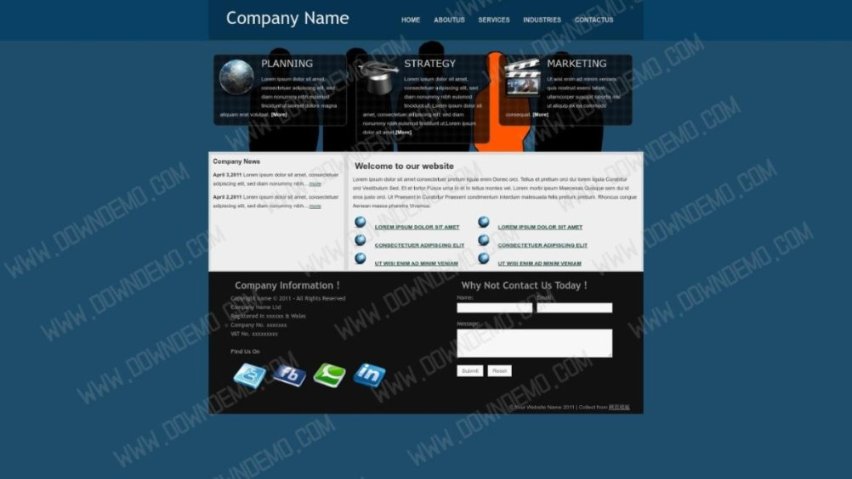 Company Name
HOME ABOUTUS SERVICES INDUSTRIES CONTACTUS
PLANNING
Lorem ipsum dolor sit amet,
consectetuer adipiscing elit, sed
diam nonummy nibh euismod
tincidunt ut laoreet dolore magna
aliquam erat volutpat. [More]
STRATEGY
Lorem ipsum dolor sit amet,
consectetuer adipiscing elit, sed
diam nonummy nibh euismod
tincidunt ut. Lorem ipsum dolor sit
amet, consectetuer adipiscing elit, sed
diam nonummy nibh euismod tincidunt ut.Lorem
ipsum dolor sit amet.[More]
MARKETING
Ut wisi enim ad minim veniam,
quis nostrud exerci tation
ullamcorper suscipit lobortis nisl
ut aliquip ex ea commodo
consequat. [More]
Company News
April 3,2011 Lorem ipsum dolor sit amet, consectetuer
adipiscing elit, sed diam nonummy nibh... more
April 2,2011 Lorem ipsum dolor sit amet, consectetuer
adipiscing elit, sed diam nonummy nibh... more
Welcome to our website
Lorem ipsum dolor sit amet consectetuer sapien interdum eget enim Donec orci. Tellus et pretium orci dui lorem ligula Curabitur
orci Vestibulum Sed. Et et tortor Fusce urna id et In tellus montes vel. Lorem morbi ipsum Maecenas Quisque sem dui id
eros justo orci. Ut Praesent In Curabitur Praesent condimentum interdum malesuada felis pretium pretium. Rhoncus congue
Aenean massa pharetra Vivamus.
LOREM IPSUM DOLOR SIT AMET
LOREM IPSUM DOLOR SIT AMET
CONSECTETUER ADIPISCING ELIT
CONSECTETUER ADIPISCING ELIT
UT WISI ENIM AD MINIM VENIAM
UT WISI ENIM AD MINIM VENIAM
Company Information !
Copyright name © 2011 - All Rights Reserved
Company Name Ltd
Registered in xxxxxx & Wales
Company No. xxxxxxx
VAT No. xxxxxxxxx
Find Us On
fb
in
Why Not Contact Us Today !
Name: Email:
Message:
Submit Reset
© Your Website Name 2011 | Collect from 网页模板
WWW.DOWNDEMO.COM